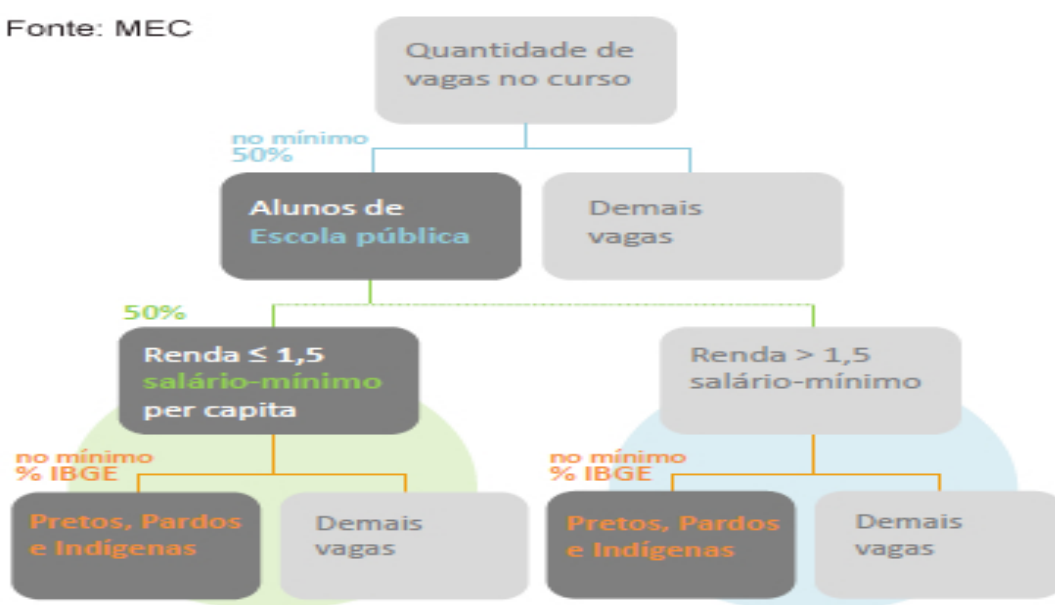 Fonte: MEC
Quantidade de
vagas no curso
no mínimo
50%
Alunos de
Escola pública
Demais
vagas
50%
Renda ≤ 1,5
salário-mínimo
per capita
Renda > 1,5
salário-mínimo
no mínimo
% IBGE
Pretos, Pardos
e Indígenas
Demais
vagas
no mínimo
% IBGE
Pretos, Pardos
e Indígenas
Demais
vagas